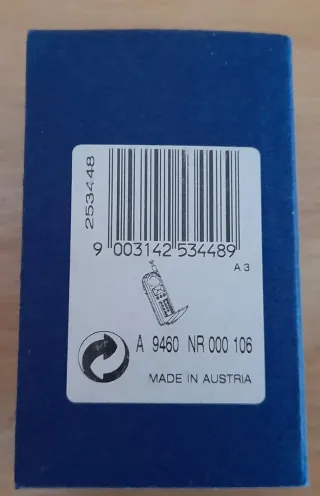 253448
9 003142 534489
A 3
A 9460 NR 000 106
MADE IN AUSTRIA